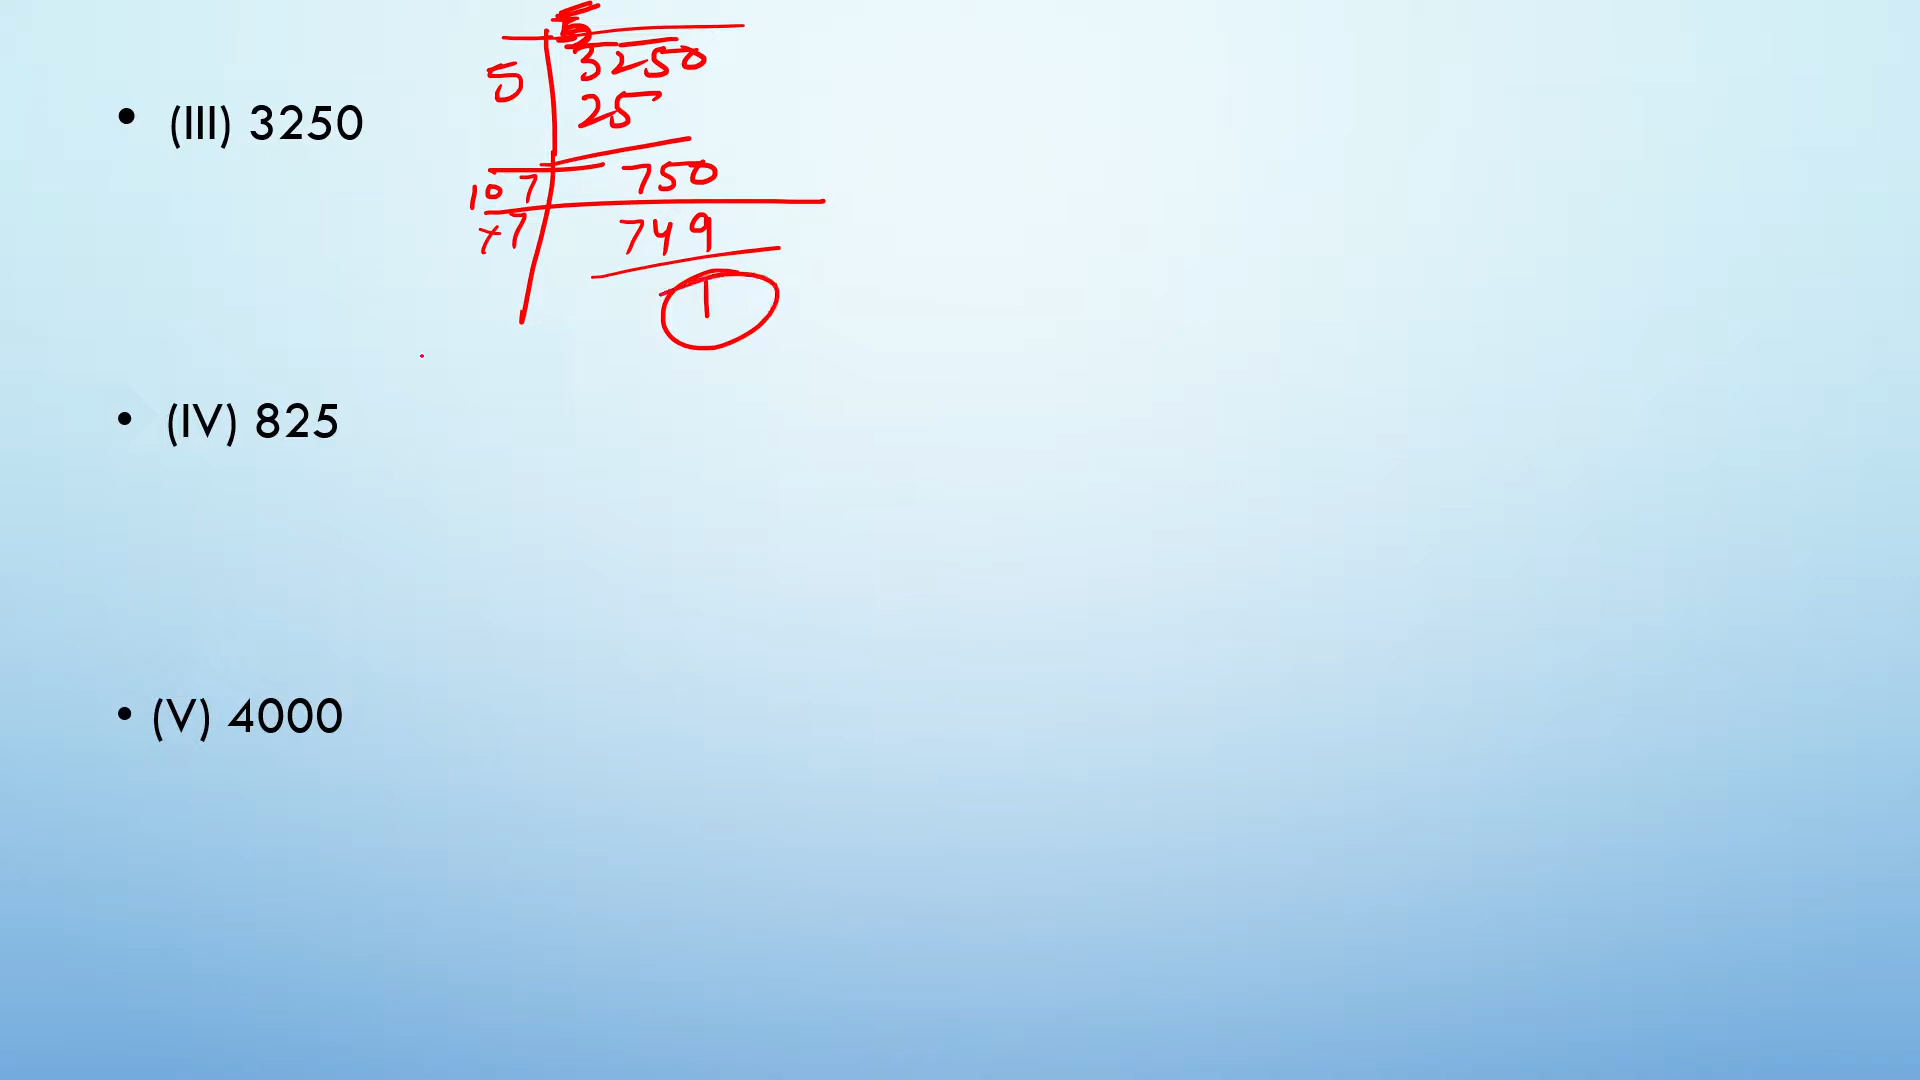 5 3250
25
• (III) 3250
107 750
×7 749
1
• (IV) 825
• (V) 4000